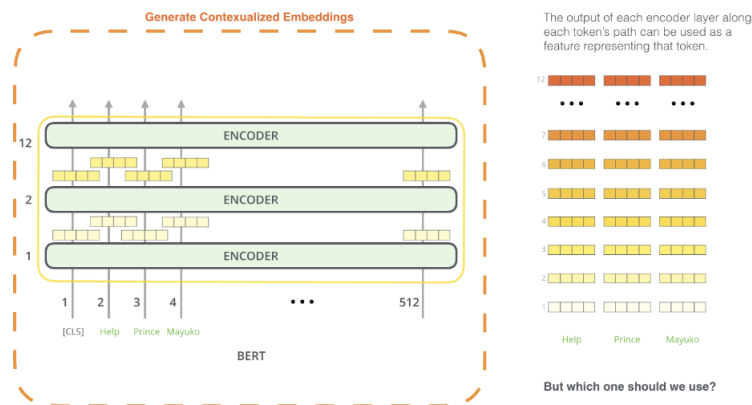 Generate Contexualized Embeddings
12
ENCODER
2
ENCODER
1
ENCODER
1 2 3 4 ••• 512
[CLS] Help Prince Mayuko
BERT
The output of each encoder layer along
each token's path can be used as a
feature representing that token.
12
•••  •••  •••
7
6
5
4
3
2
1
Help Prince Mayuko
But which one should we use?